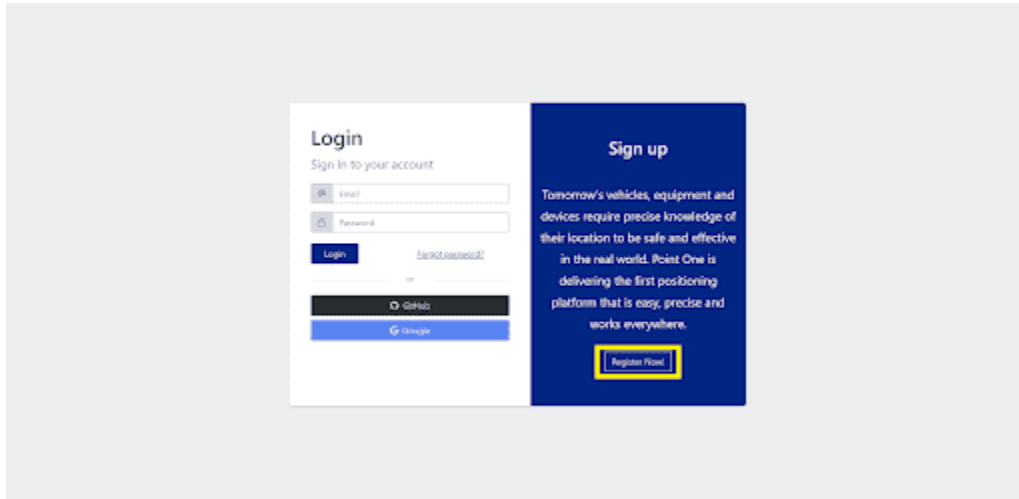 Login
Sign In to your account
Email
Password
Login
Forgot password?
or
GitHub
Google
Sign up
Tomorrow's vehicles, equipment and
devices require precise knowledge of
their location to be safe and effective
in the real world. Point One is
delivering the first positioning
platform that is easy, precise and
works everywhere.
Register Now!